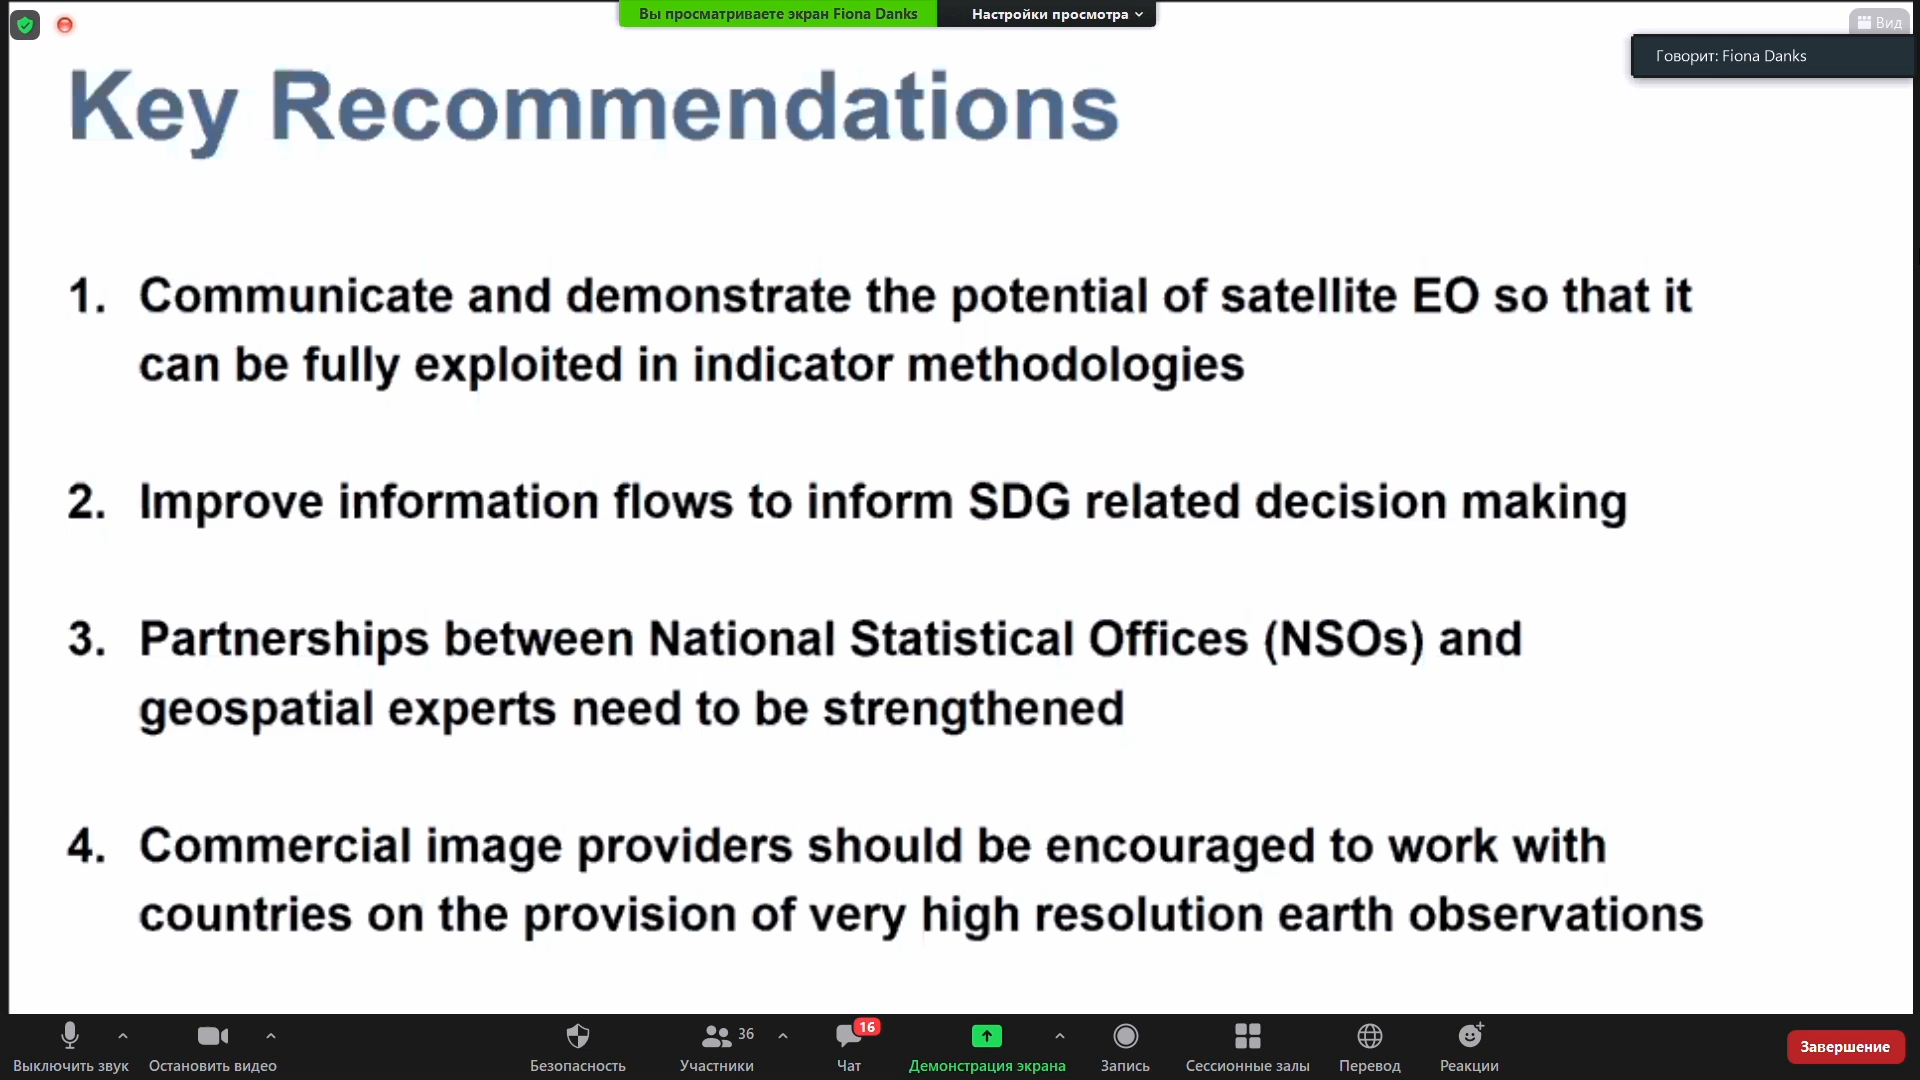 Вы просматриваете экран Fiona Danks
Настройки просмотра
Вид
Говорит: Fiona Danks
Key Recommendations
1. Communicate and demonstrate the potential of satellite EO so that it
can be fully exploited in indicator methodologies
2. Improve information flows to inform SDG related decision making
3. Partnerships between National Statistical Offices (NSOs) and
geospatial experts need to be strengthened
4. Commercial image providers should be encouraged to work with
countries on the provision of very high resolution earth observations
36
16
Выключить звук
Остановить видео
Безопасность
Участники
Чат
Демонстрация экрана
Запись
Сессионные залы
Перевод
Реакции
Завершение